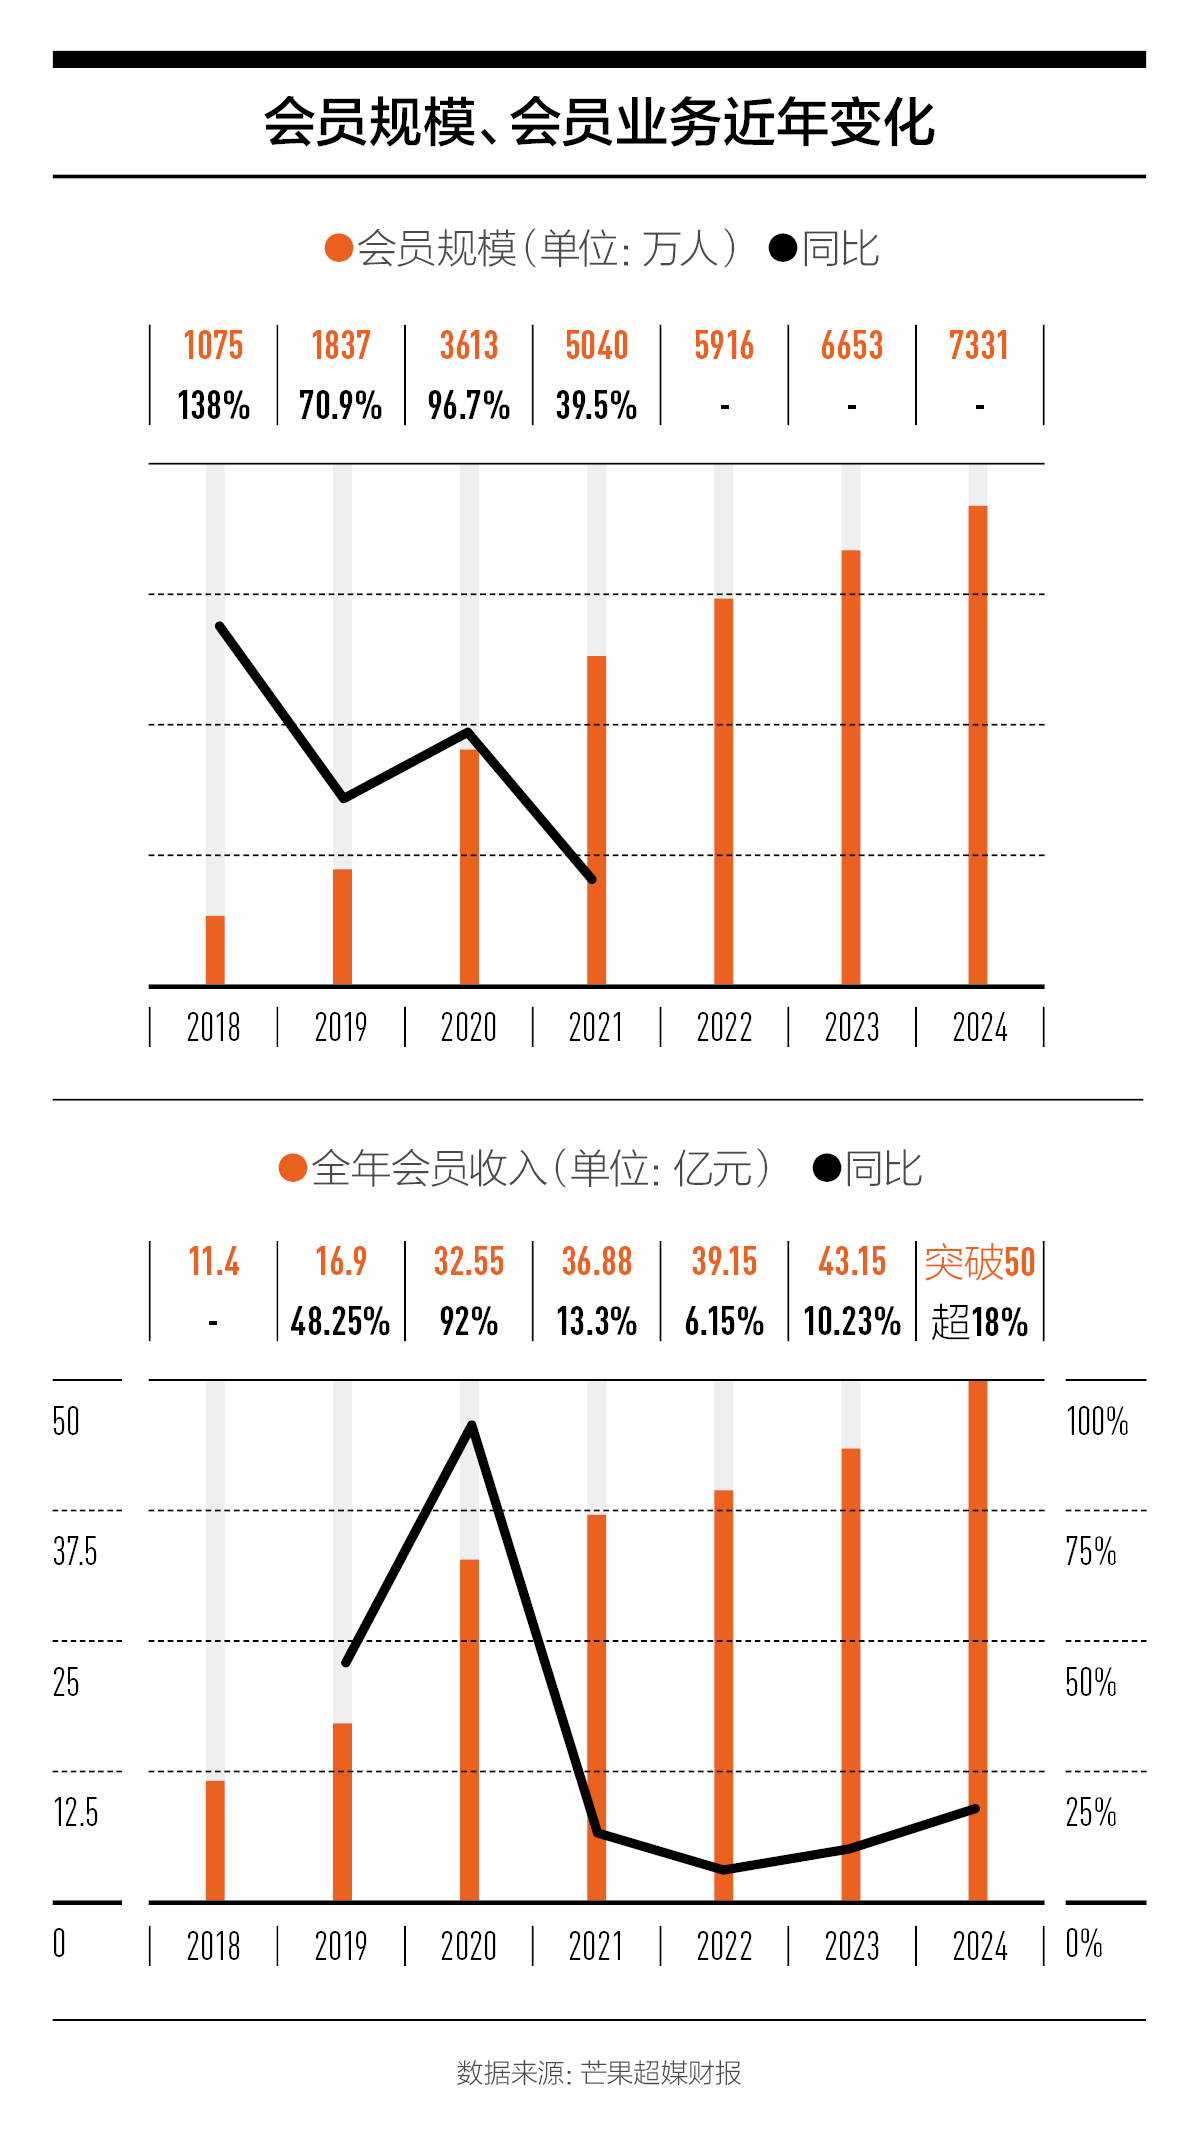 会员规模、会员业务近年变化
会员规模（单位：万人） 同比
1075 1837 3613 5040 5916 6653 7331
138% 70.9% 96.7% 39.5% - - -
2018 2019 2020 2021 2022 2023 2024
全年会员收入（单位：亿元） 同比
11.4 16.9 32.55 36.88 39.15 43.15 突破50
- 48.25% 92% 13.3% 6.15% 10.23% 超18%
50 100%
37.5 75%
25 50%
12.5 25%
0 2018 2019 2020 2021 2022 2023 2024 0%
数据来源：芒果超媒财报